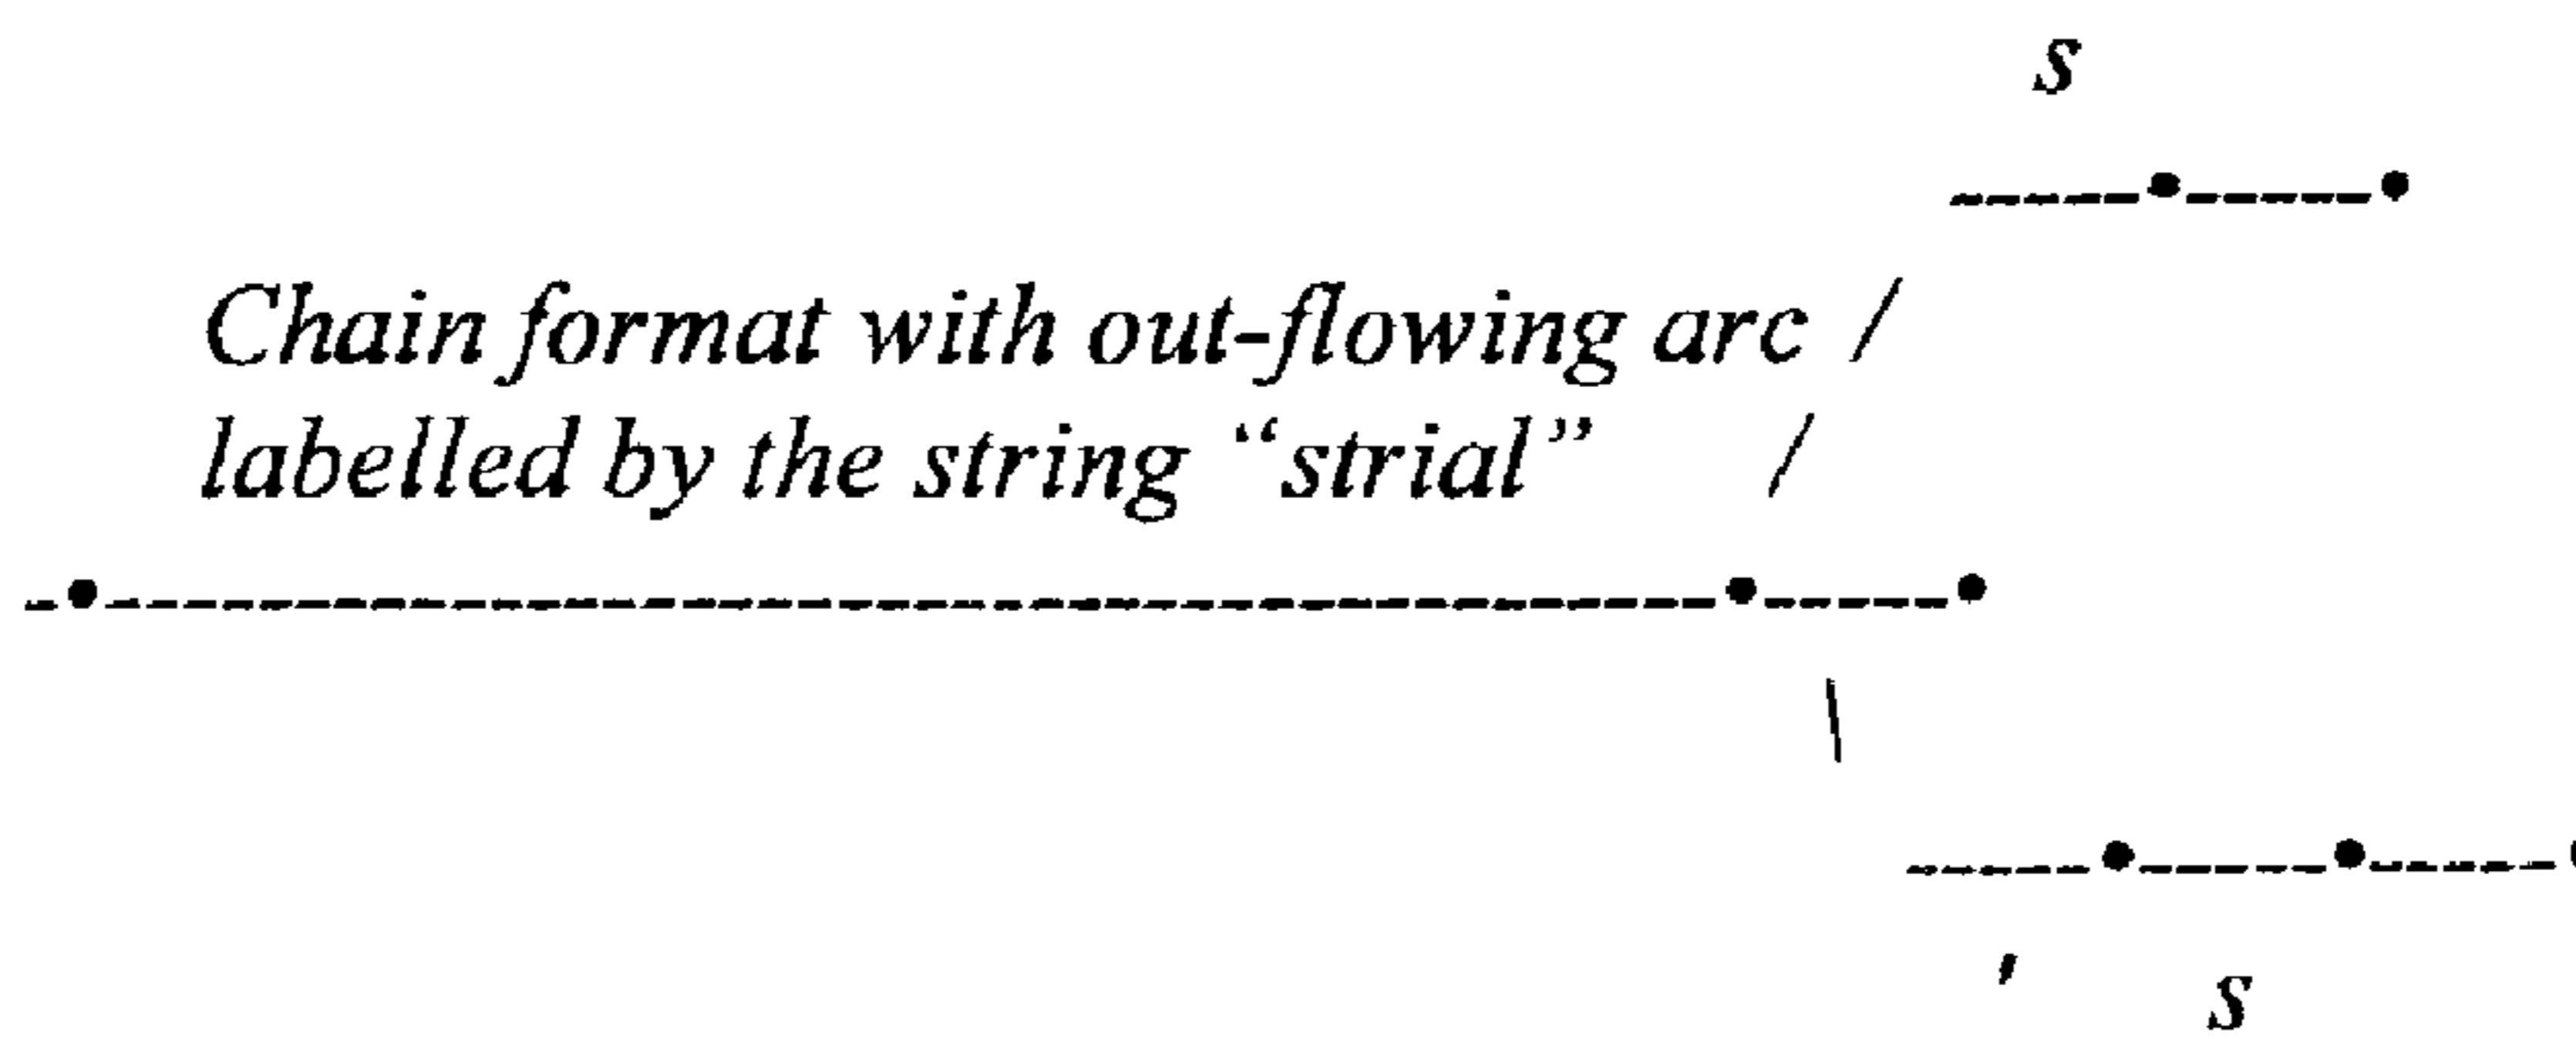 s
Chain format with out-flowing arc /
labelled by the string “strial” /
\
' s